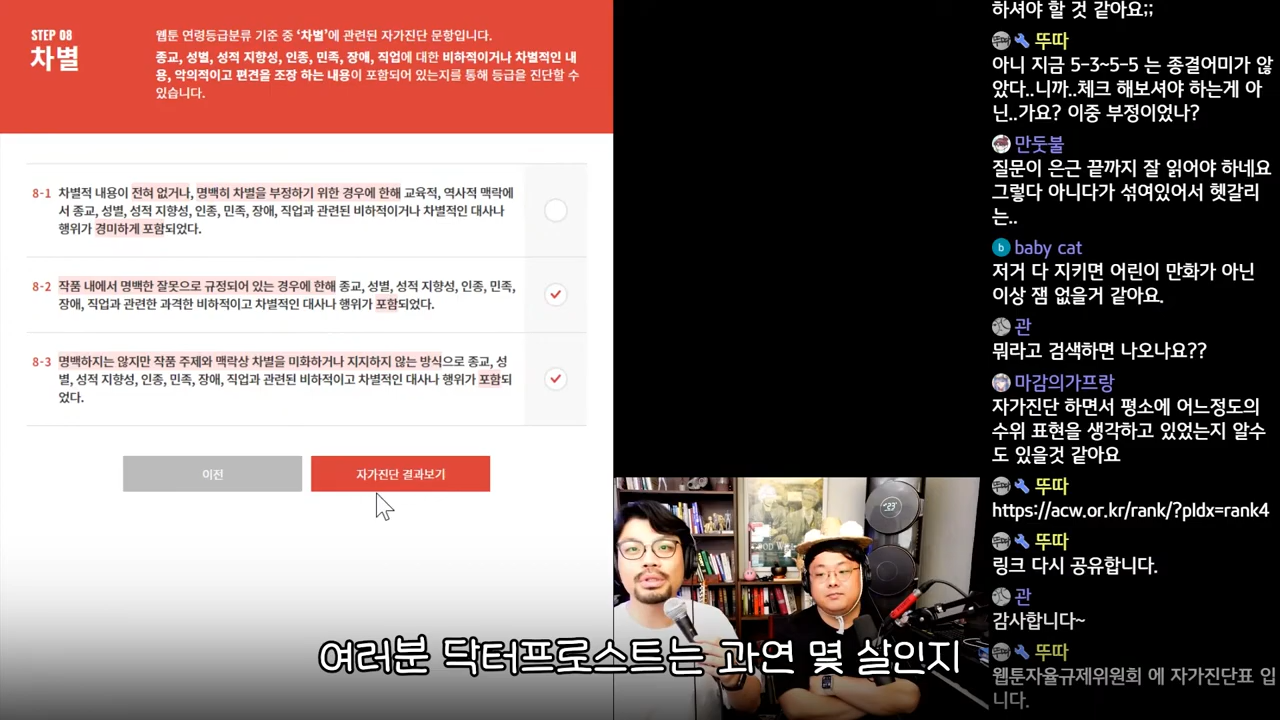 STEP 08
차별
웹툰 연령등급분류 기준 중 '차별'에 관련된 자가진단 문항입니다.
종교, 성별, 성적 지향성, 인종, 민족, 장애, 직업에 대한 비하적이거나 차별적인 내
용, 악의적이고 편견을 조장 하는 내용이 포함되어 있는지를 통해 등급을 진단할 수
있습니다.
8-1 차별적 내용이 전혀 없거나, 명백히 차별을 부정하기 위한 경우에 한해 교육적, 역사적 맥락에
서 종교, 성별, 성적 지향성, 인종, 민족, 장애, 직업과 관련된 비하적이거나 차별적인 대사나
행위가 경미하게 포함되었다.
8-2 작품 내에서 명백한 잘못으로 규정되어 있는 경우에 한해 종교, 성별, 성적 지향성, 인종, 민족,
장애, 직업과 관련한 과격한 비하적이고 차별적인 대사나 행위가 포함되었다.
8-3 명백하지는 않지만 작품 주제와 맥락상 차별을 미화하거나 지지하지 않는 방식으로 종교, 성
별, 성적 지향성, 인종, 민족, 장애, 직업과 관련된 비하적이고 차별적인 대사나 행위가 포함되
었다.
이전
자가진단 결과보기
하셔야 할 것 같아요;;
뚜따
아니 지금 5-3~5-5 는 종결어미가 않
았다..니까..체크 해보셔야 하는게 아
닌..가요? 이중 부정이었나?
만둣불
질문이 은근 끝까지 잘 읽어야 하네요
그렇다 아니다가 섞여있어서 헷갈리
는..
b baby cat
저거 다 지키면 어린이 만화가 아닌
이상 잼 없을거 같아요.
관
뭐라고 검색하면 나오나요??
마감의가프랑
자가진단 하면서 평소에 어느정도의
수위 표현을 생각하고 있었는지 알수
도 있을것 같아요
뚜따
https://acw.or.kr/rank/?pIdx=rank4
뚜따
링크 다시 공유합니다.
관
감사합니다~
뚜따
웹툰자율규제위원회 에 자가진단표 입
니다.
여러분 닥터프로스트는 과연 몇 살인지